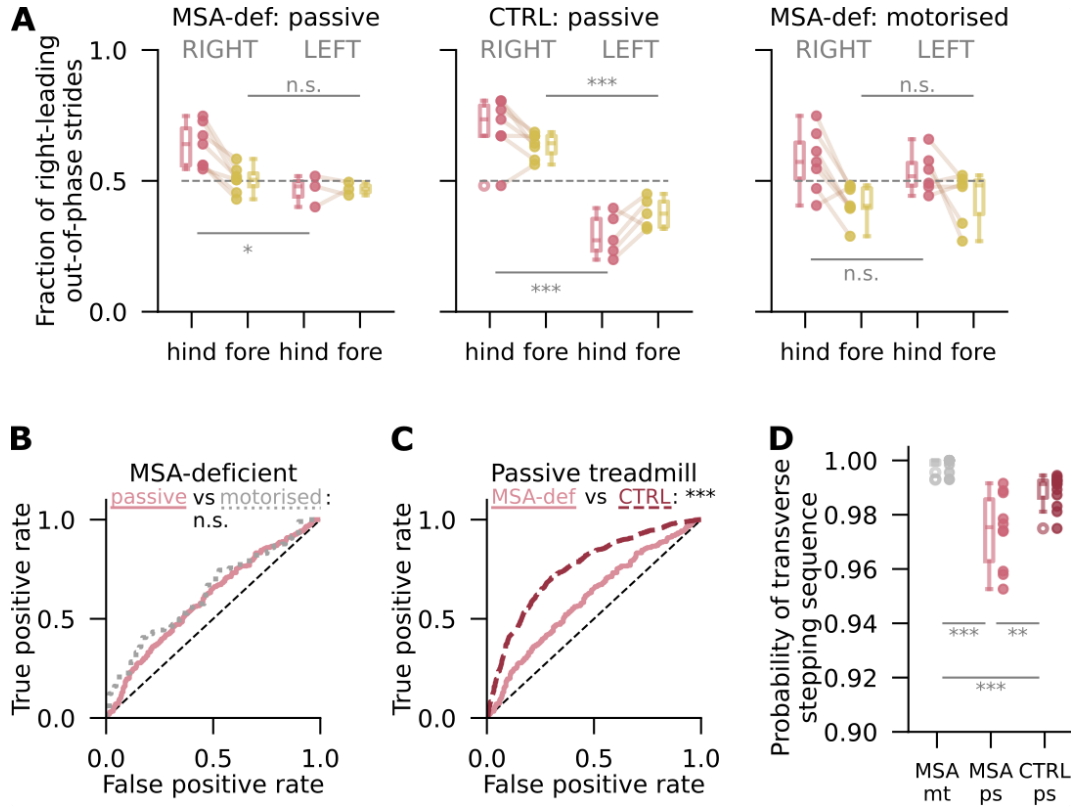 A
MSA-def: passive
CTRL: passive
MSA-def: motorised
Fraction of right-leading
out-of-phase strides
1.0
0.5
0.0
RIGHT LEFT
n.s.
*
hind fore hind fore
RIGHT LEFT
***
***
hind fore hind fore
RIGHT LEFT
n.s.
n.s.
hind fore hind fore
B
MSA-deficient
passive vs motorised:
n.s.
True positive rate
1.0
0.5
0.0
0.0 0.5 1.0
False positive rate
C
Passive treadmill
MSA-def vs CTRL: ***
True positive rate
1.0
0.5
0.0
0.0 0.5 1.0
False positive rate
D
Probability of transverse
stepping sequence
1.00
0.98
0.96
0.94
0.92
0.90
*** **
***
MSA MSA CTRL
mt ps ps